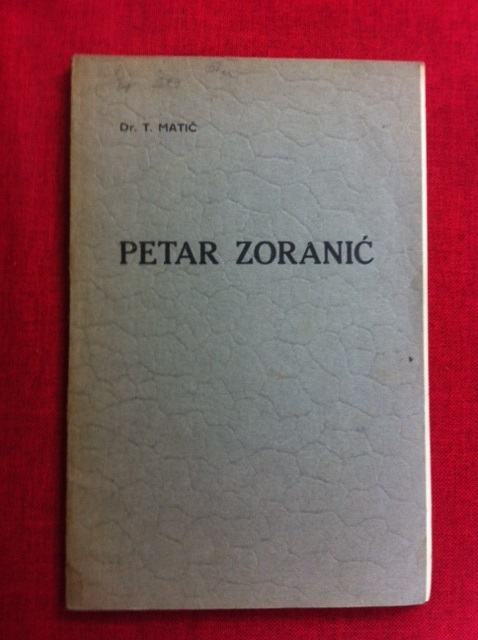 Dr. T. MATIĆ
PETAR ZORANIĆ